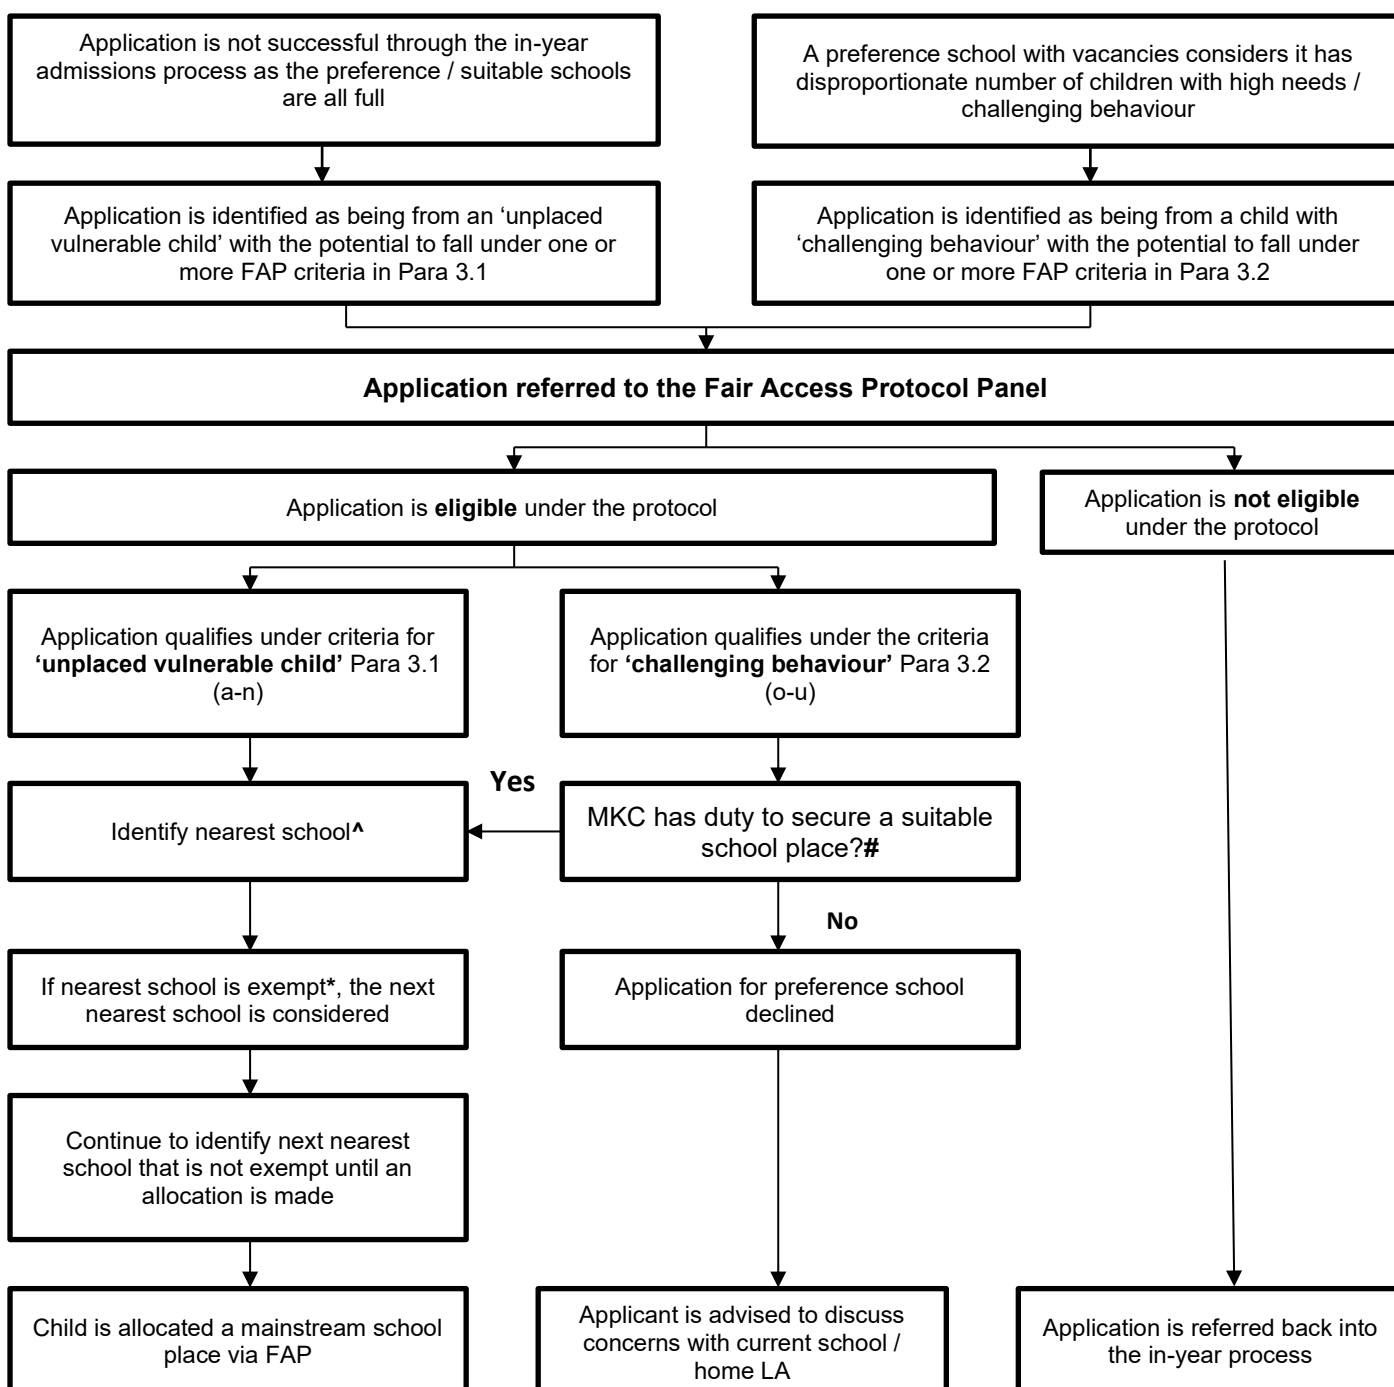 Application is not successful through the in-year
admissions process as the preference / suitable schools
are all full
A preference school with vacancies considers it has
disproportionate number of children with high needs /
challenging behaviour
Application is identified as being from an ‘unplaced
vulnerable child’ with the potential to fall under one or
more FAP criteria in Para 3.1
Application is identified as being from a child with
‘challenging behaviour’ with the potential to fall under
one or more FAP criteria in Para 3.2
Application referred to the Fair Access Protocol Panel
Application is eligible under the protocol
Application is not eligible
under the protocol
Application qualifies under criteria for
‘unplaced vulnerable child’ Para 3.1
(a-n)
Application qualifies under the criteria
for ‘challenging behaviour’ Para 3.2
(o-u)
Identify nearest school^
Yes
MKC has duty to secure a suitable
school place?#
No
If nearest school is exempt*, the next
nearest school is considered
Application for preference school
declined
Continue to identify next nearest
school that is not exempt until an
allocation is made
Child is allocated a mainstream school
place via FAP
Applicant is advised to discuss
concerns with current school /
home LA
Application is referred back into
the in-year process